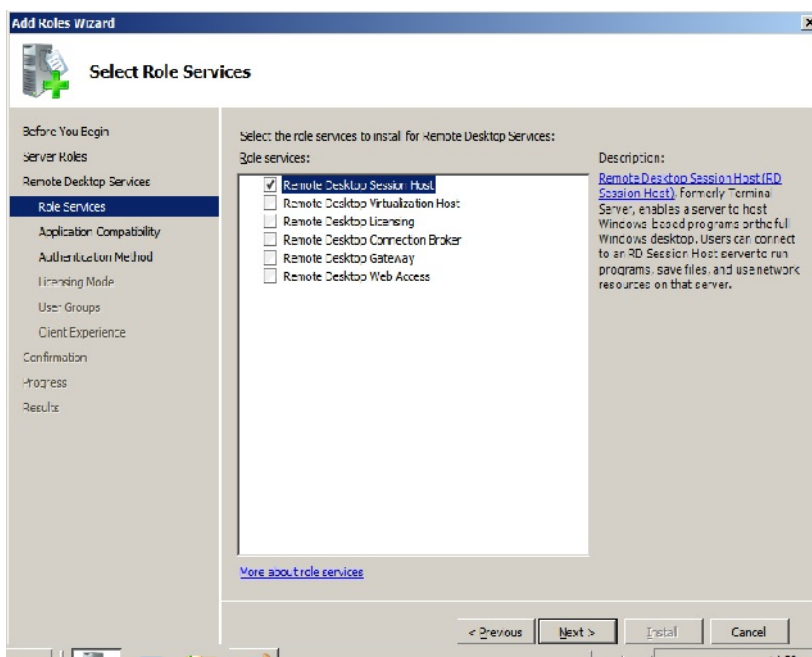 Add Roles Wizard
Select Role Services
Before You Begin
Server Roles
Remote Desktop Services
Role Services
Application Compatibility
Authentication Method
Licensing Mode
User Groups
Client Experience
Confirmation
Progress
Results
Select the role services to install for Remote Desktop Services:
Role services:
Remote Desktop Session Host
Remote Desktop Virtualization Host
Remote Desktop Licensing
Remote Desktop Connection Broker
Remote Desktop Gateway
Remote Desktop Web Access
More about role services
Description:
Remote Desktop Session Host (RD
Session Host), formerly Terminal
Server, enables a server to host
Windows-based programs or the full
Windows desktop. Users can connect
to an RD Session Host server to run
programs, save files, and use network
resources on that server.
< Previous
Next >
Install
Cancel